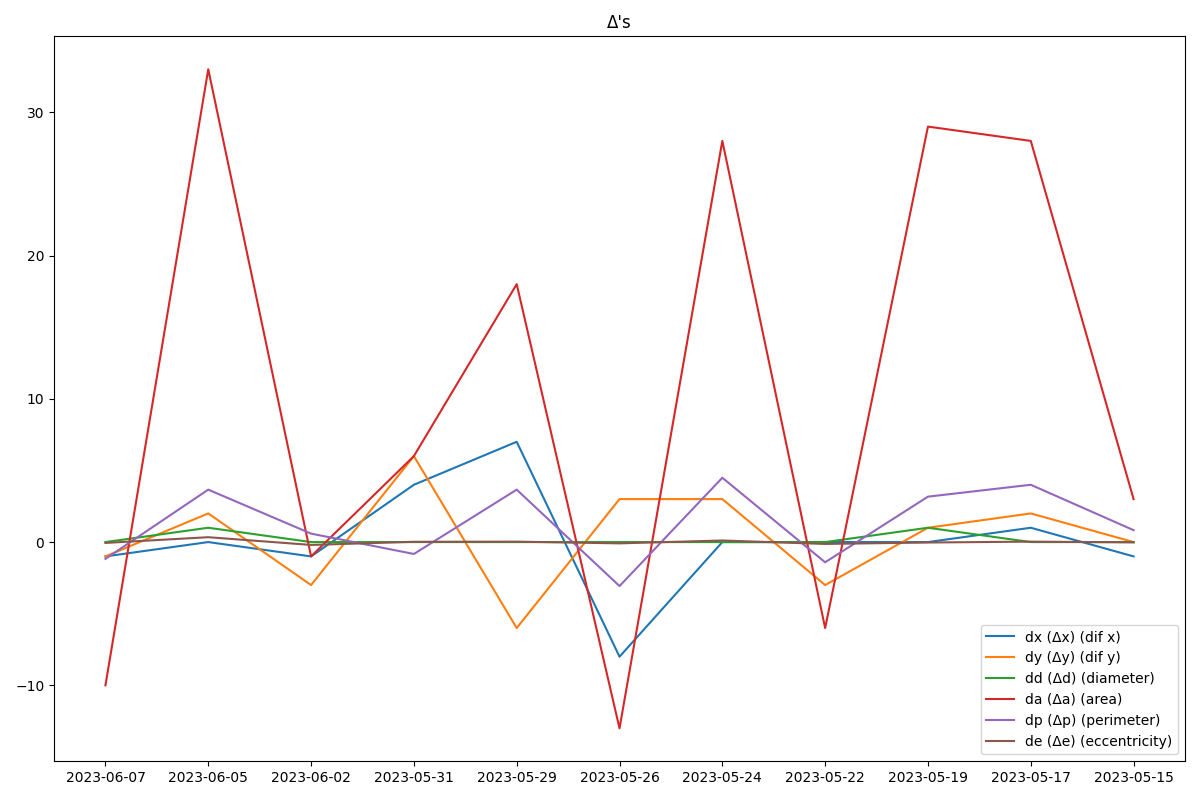 Δ's
30
20
10
0
−10
2023-06-07 2023-06-05 2023-06-02 2023-05-31 2023-05-29 2023-05-26 2023-05-24 2023-05-22 2023-05-19 2023-05-17 2023-05-15
dx (Δx) (dif x)
dy (Δy) (dif y)
dd (Δd) (diameter)
da (Δa) (area)
dp (Δp) (perimeter)
de (Δe) (eccentricity)